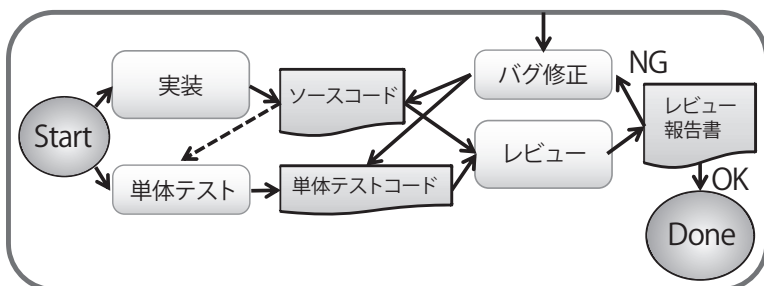 Start
実装
単体テスト
ソースコード
単体テストコード
バグ修正
レビュー
NG
レビュー
報告書
OK
Done